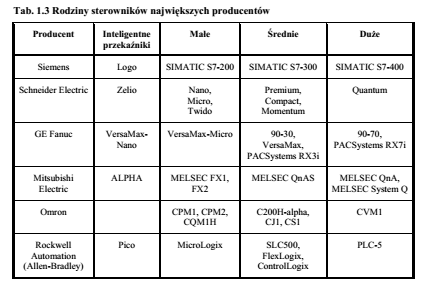 Tab. 1.3 Rodziny sterowników największych producentów
Producent Inteligentne przekaźniki Małe Średnie Duże
Siemens Logo SIMATIC S7-200 SIMATIC S7-300 SIMATIC S7-400
Schneider Electric Zelio Nano, Micro, Twido Premium, Compact, Momentum Quantum
GE Fanuc VersaMax-Nano VersaMax-Micro 90-30, VersaMax, PACSystems RX3i 90-70, PACSystems RX7i
Mitsubishi Electric ALPHA MELSEC FX1, FX2 MELSEC QnAS MELSEC QnA, MELSEC System Q
Omron CPM1, CPM2, CQM1H C200H-alpha, CJ1, CS1 CVM1
Rockwell Automation (Allen-Bradley) Pico MicroLogix SLC500, FlexLogix, ControlLogix PLC-5